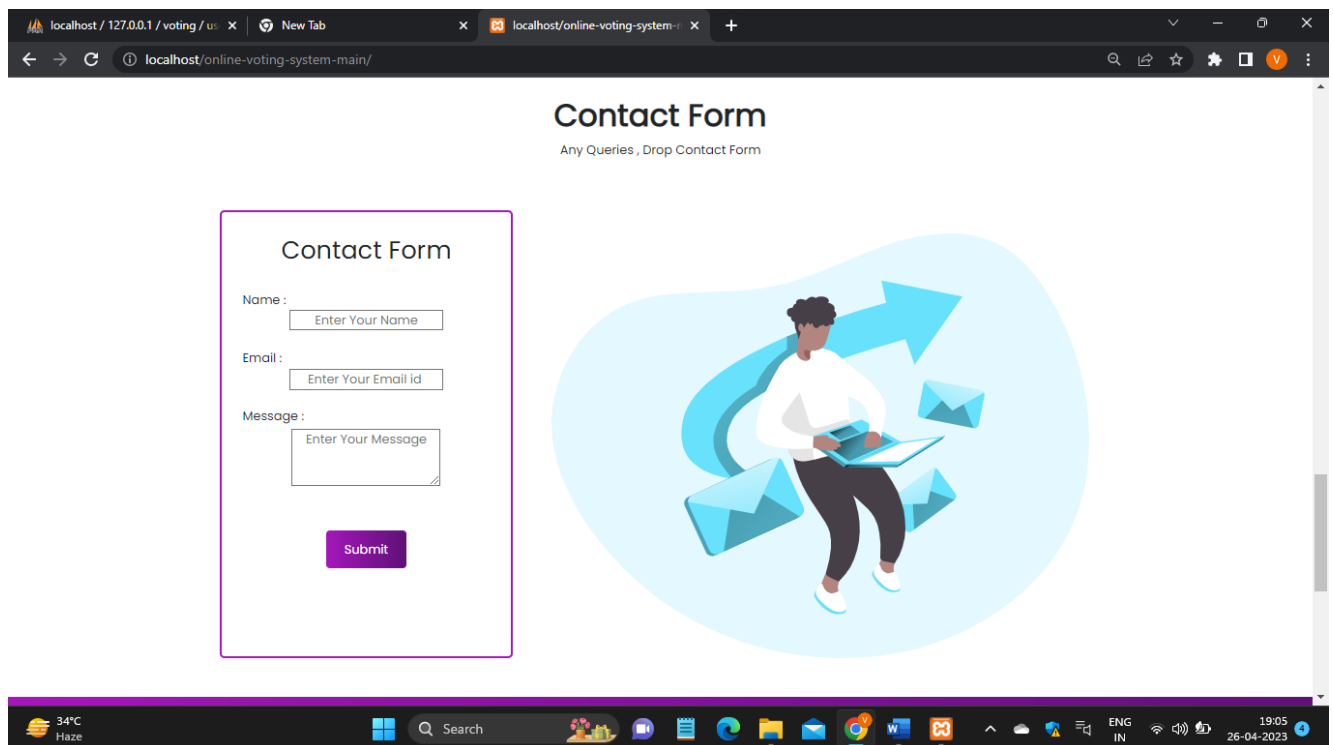 localhost / 127.0.0.1 / voting / us
New Tab
localhost/online-voting-system-m
localhost/online-voting-system-main/
V
Contact Form
Any Queries , Drop Contact Form
Contact Form
Name :
Enter Your Name
Email :
Enter Your Email id
Message :
Enter Your Message
Submit
34°C
Haze
Search
ENG
IN
19:05
26-04-2023
4